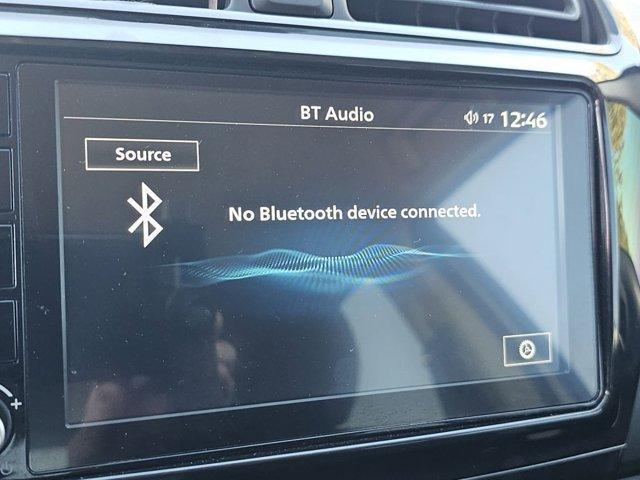 BT Audio
17 12:46
Source
No Bluetooth device connected.
+